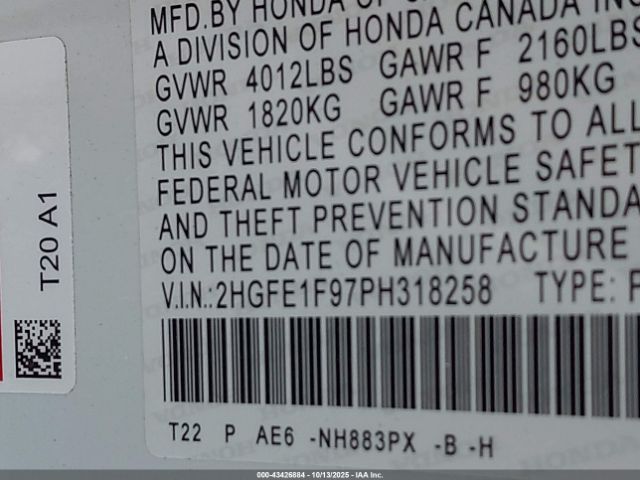 MFD.BY HONDA OF
A DIVISION OF HONDA CANADA INC
GVWR 4012LBS GAWR F 2160LBS
GVWR 1820KG GAWR F 980KG
THIS VEHICLE CONFORMS TO ALL
FEDERAL MOTOR VEHICLE SAFET
AND THEFT PREVENTION STANDA
ON THE DATE OF MANUFACTURE
V.I.N.:2HGFE1F97PH318258 TYPE:P
T22 P AE6 -NH883PX -B -H
T20 A1
000-43426884 | 10/13/2025 - IAA Inc.